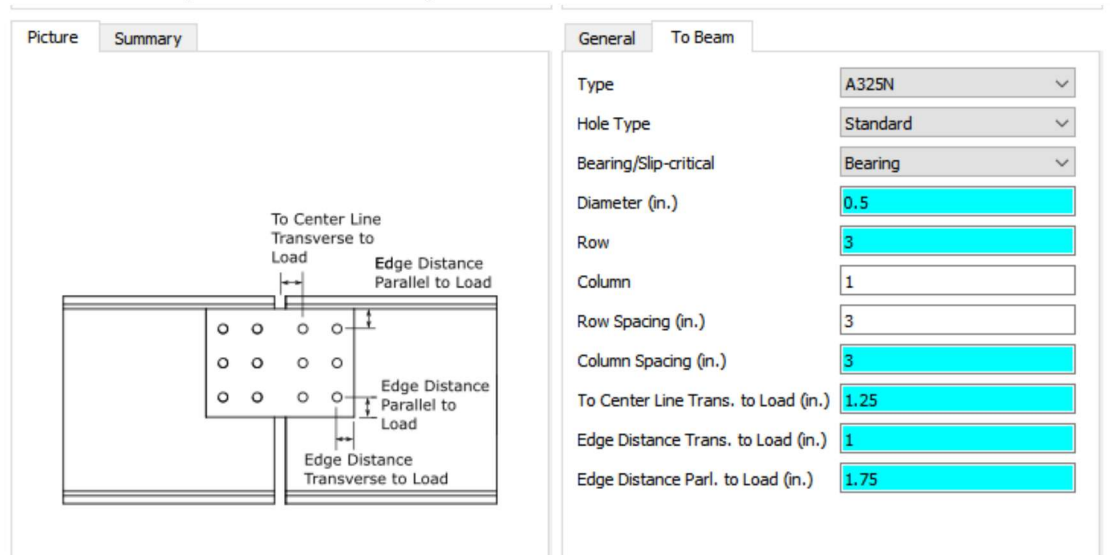 Picture
Summary
To Center Line
Transverse to
Load
Edge Distance
Parallel to Load
Edge Distance
Parallel to
Load
Edge Distance
Transverse to Load
General
To Beam
Type
A325N
Hole Type
Standard
Bearing/Slip-critical
Bearing
Diameter (in.)
0.5
Row
3
Column
1
Row Spacing (in.)
3
Column Spacing (in.)
3
To Center Line Trans. to Load (in.)
1.25
Edge Distance Trans. to Load (in.)
1
Edge Distance Parl. to Load (in.)
1.75